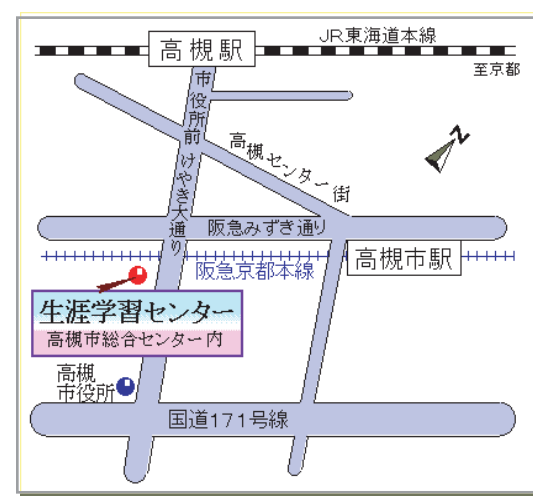 JR東海道本線
高槻駅
至京都
市役所前けやき大通り
高槻センター街
N
阪急みずき通り
阪急京都本線
高槻市駅
生涯学習センター
高槻市総合センター内
高槻
市役所
国道171号線